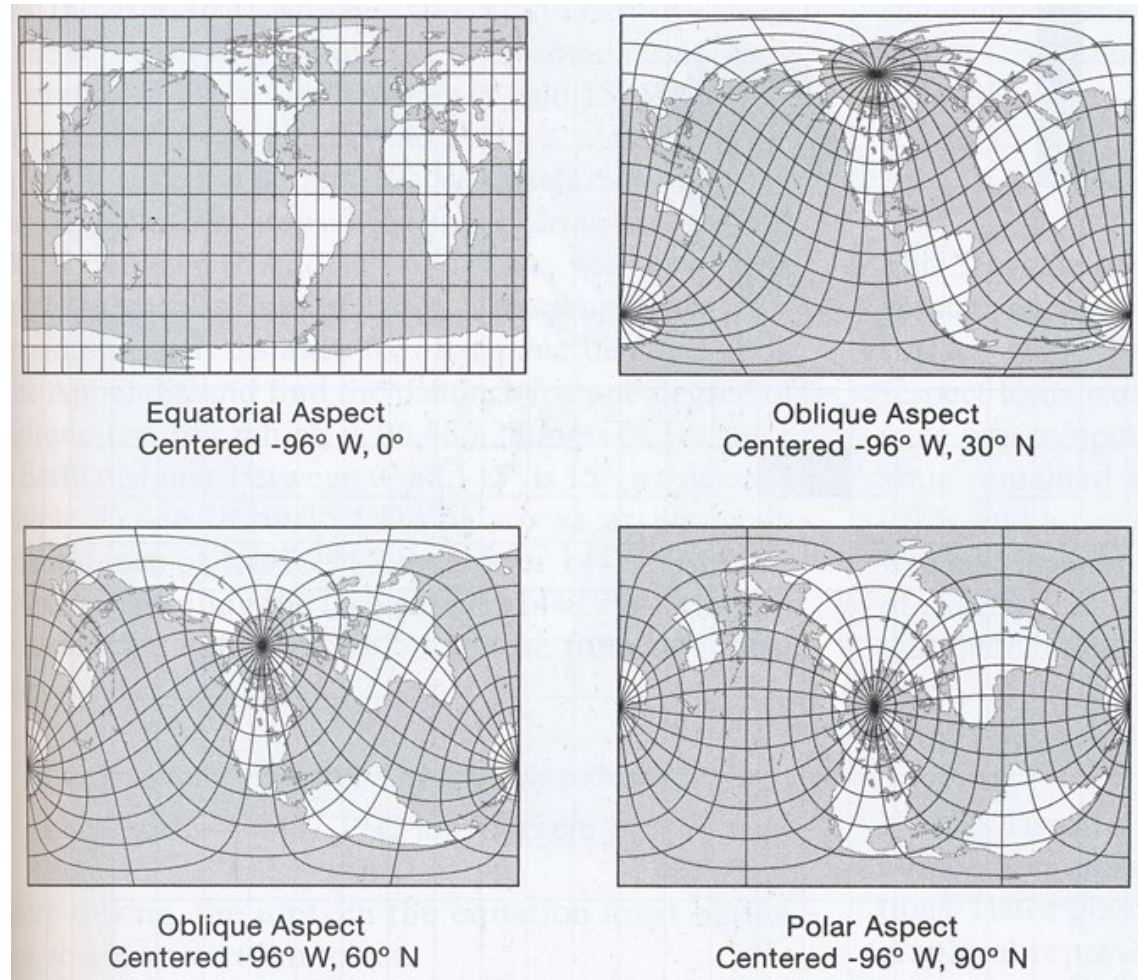 Equatorial Aspect
Centered -96° W, 0°
Oblique Aspect
Centered -96° W, 30° N
Oblique Aspect
Centered -96° W, 60° N
Polar Aspect
Centered -96° W, 90° N